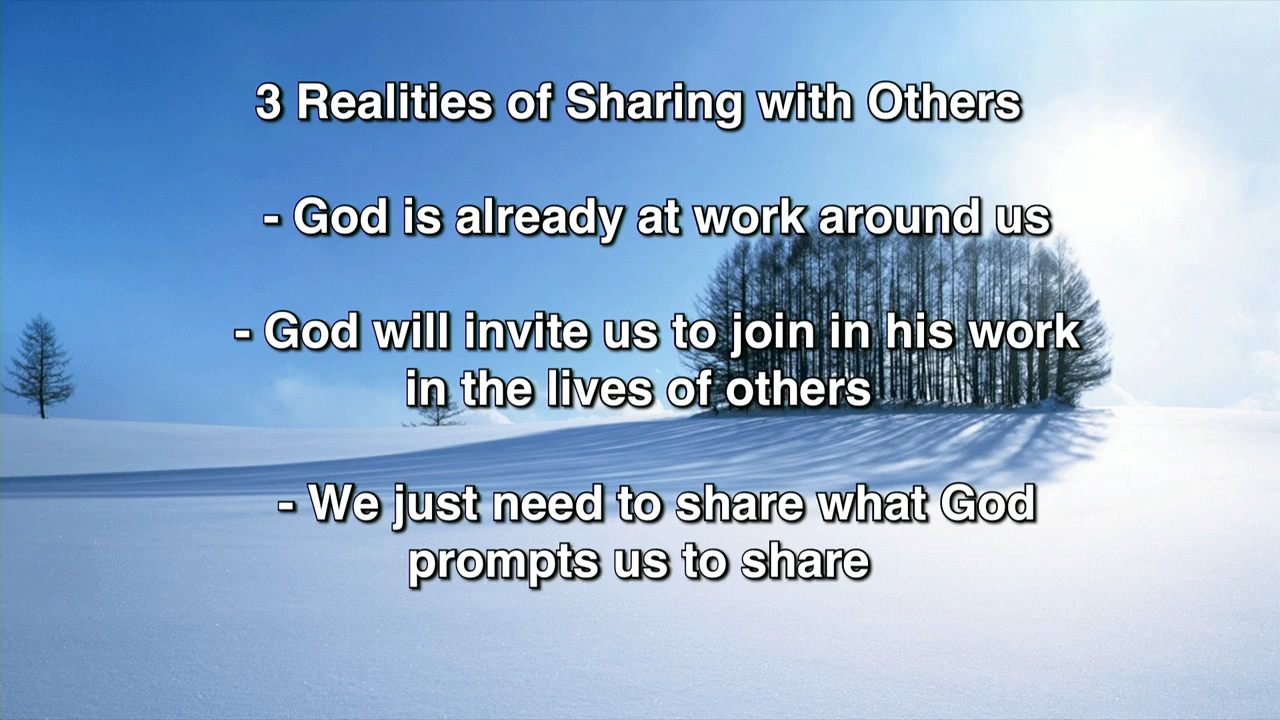 3 Realities of Sharing with Others
- God is already at work around us
- God will invite us to join in his work
in the lives of others
- We just need to share what God
prompts us to share